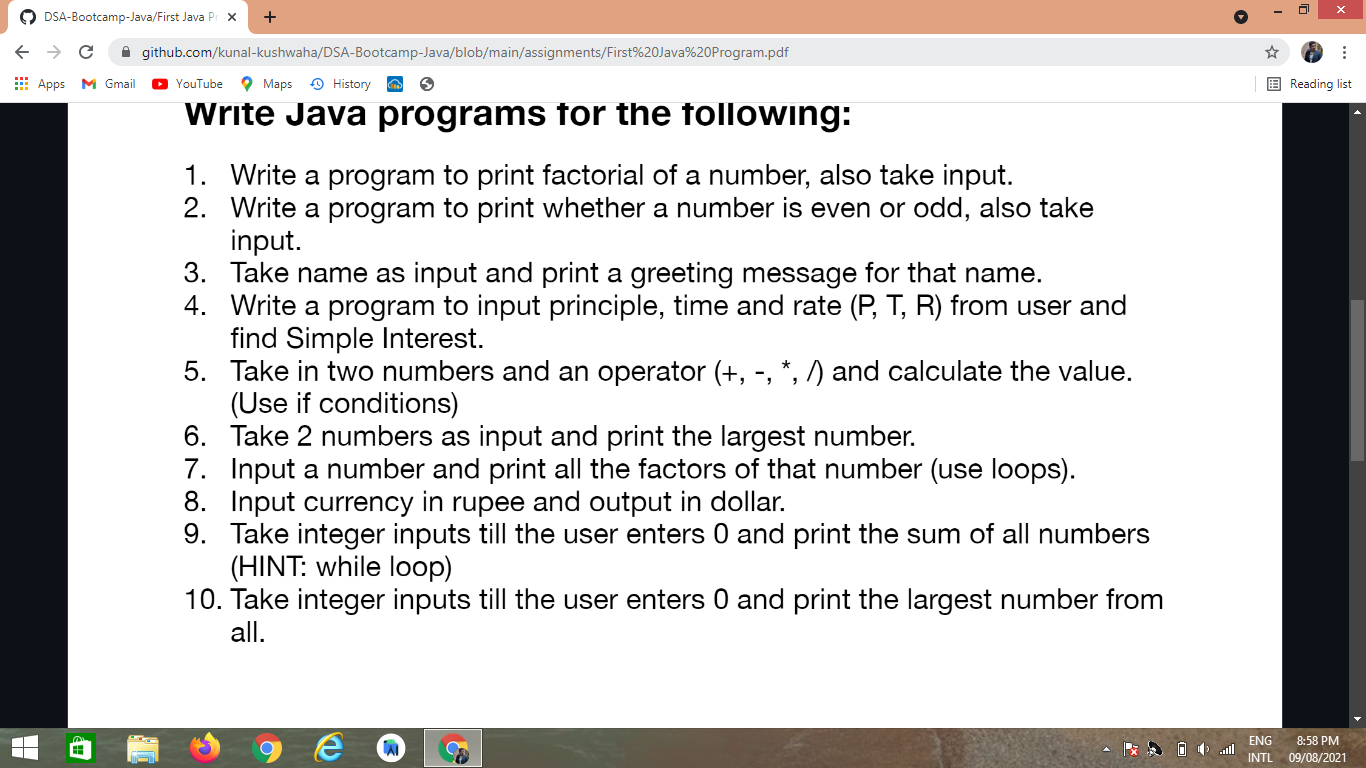 DSA-Bootcamp-Java/First Java Pr
github.com/kunal-kushwaha/DSA-Bootcamp-Java/blob/main/assignments/First%20Java%20Program.pdf
Apps Gmail YouTube Maps History Reading list
Write Java programs for the following:
1. Write a program to print factorial of a number, also take input.
2. Write a program to print whether a number is even or odd, also take
input.
3. Take name as input and print a greeting message for that name.
4. Write a program to input principle, time and rate (P, T, R) from user and
find Simple Interest.
5. Take in two numbers and an operator (+, -, *, /) and calculate the value.
(Use if conditions)
6. Take 2 numbers as input and print the largest number.
7. Input a number and print all the factors of that number (use loops).
8. Input currency in rupee and output in dollar.
9. Take integer inputs till the user enters 0 and print the sum of all numbers
(HINT: while loop)
10. Take integer inputs till the user enters 0 and print the largest number from
all.
ENG 8:58 PM
INTL 09/08/2021